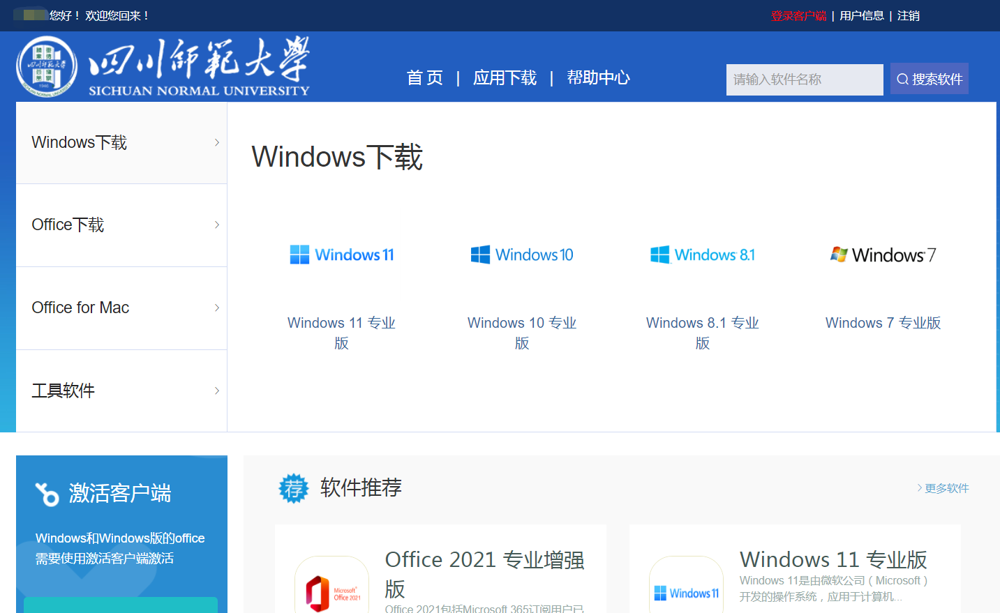 您好！ 欢迎您回来！
登录客户端 | 用户信息 | 注销
四川師範大學
SICHUAN NORMAL UNIVERSITY
首 页 | 应用下载 | 帮助中心
请输入软件名称
搜索软件
Windows下载
Office下载
Office for Mac
工具软件
Windows下载
Windows 11
Windows 10
Windows 8.1
Windows 7
Windows 11 专业
版
Windows 10 专业
版
Windows 8.1 专业
版
Windows 7 专业版
激活客户端
Windows和Windows版的office
需要使用激活客户端激活
荐 软件推荐
更多软件
Microsoft
Office 2021
Office 2021 专业增强
版
Office 2021包括Microsoft 365订阅用户已
Windows 11
Windows 11 专业版
Windows 11是由微软公司（Microsoft）
开发的操作系统，应用于计算机...